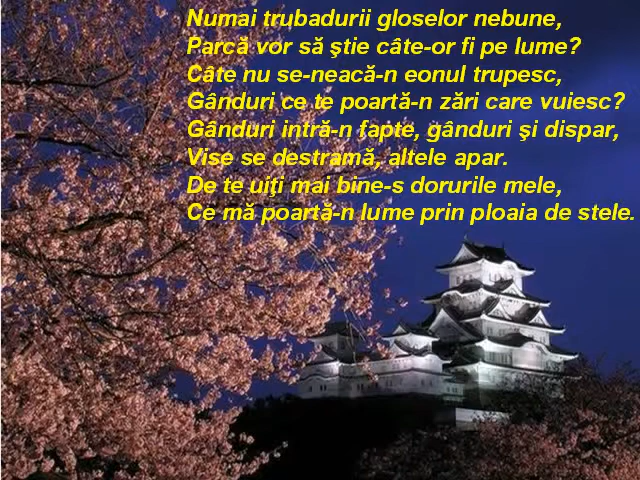 Numai trubadurii gloselor nebune,
Parcă vor să ştie câte-or fi pe lume?
Câte nu se-neacă-n eonul trupesc,
Gânduri ce te poartă-n zări care vuiesc?
Gânduri intră-n fapte, gânduri şi dispar,
Vise se destramă, altele apar.
De te uiţi mai bine-s dorurile mele,
Ce mă poartă-n lume prin ploaia de stele.